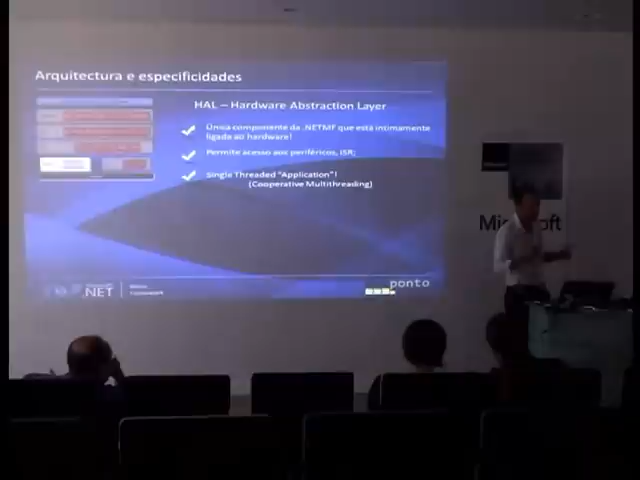 Arquitectura e especificidades
HAL – Hardware Abstraction Layer
Única componente da .NETMF que está intimamente
ligada ao hardware!
Permite acesso aos periféricos, ISR;
Single Threaded "Application"!
(Cooperative Multithreading)
.NET
ponto
Microsoft